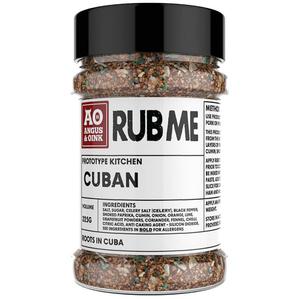 AO
ANGUS
& OINK
RUB ME
PROTOTYPE KITCHEN
CUBAN
VOLUME
INGREDIENTS
SALT, SUGAR, CELERY SALT (CELERY), BLACK PEPPER,
SMOKED PAPRIKA, CUMIN, ONION, ORANGE, LIME,
GRAPEFRUIT POWDERS, CORIANDER, FENNEL, CHILLI,
CITRIC ACID, ANTI CAKING AGENT - SILICON DIOXIDE.
SEE INGREDIENTS IN BOLD FOR ALLERGENS
ROOTS IN CUBA
METHOD